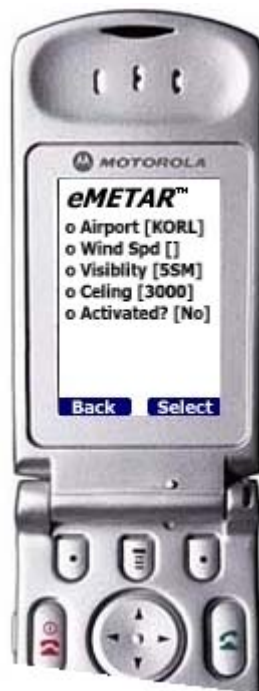 MOTOROLA
eMETAR™
o Airport [KORL]
o Wind Spd []
o Visiblity [5SM]
o Celing [3000]
o Activated? [No]
Back Select